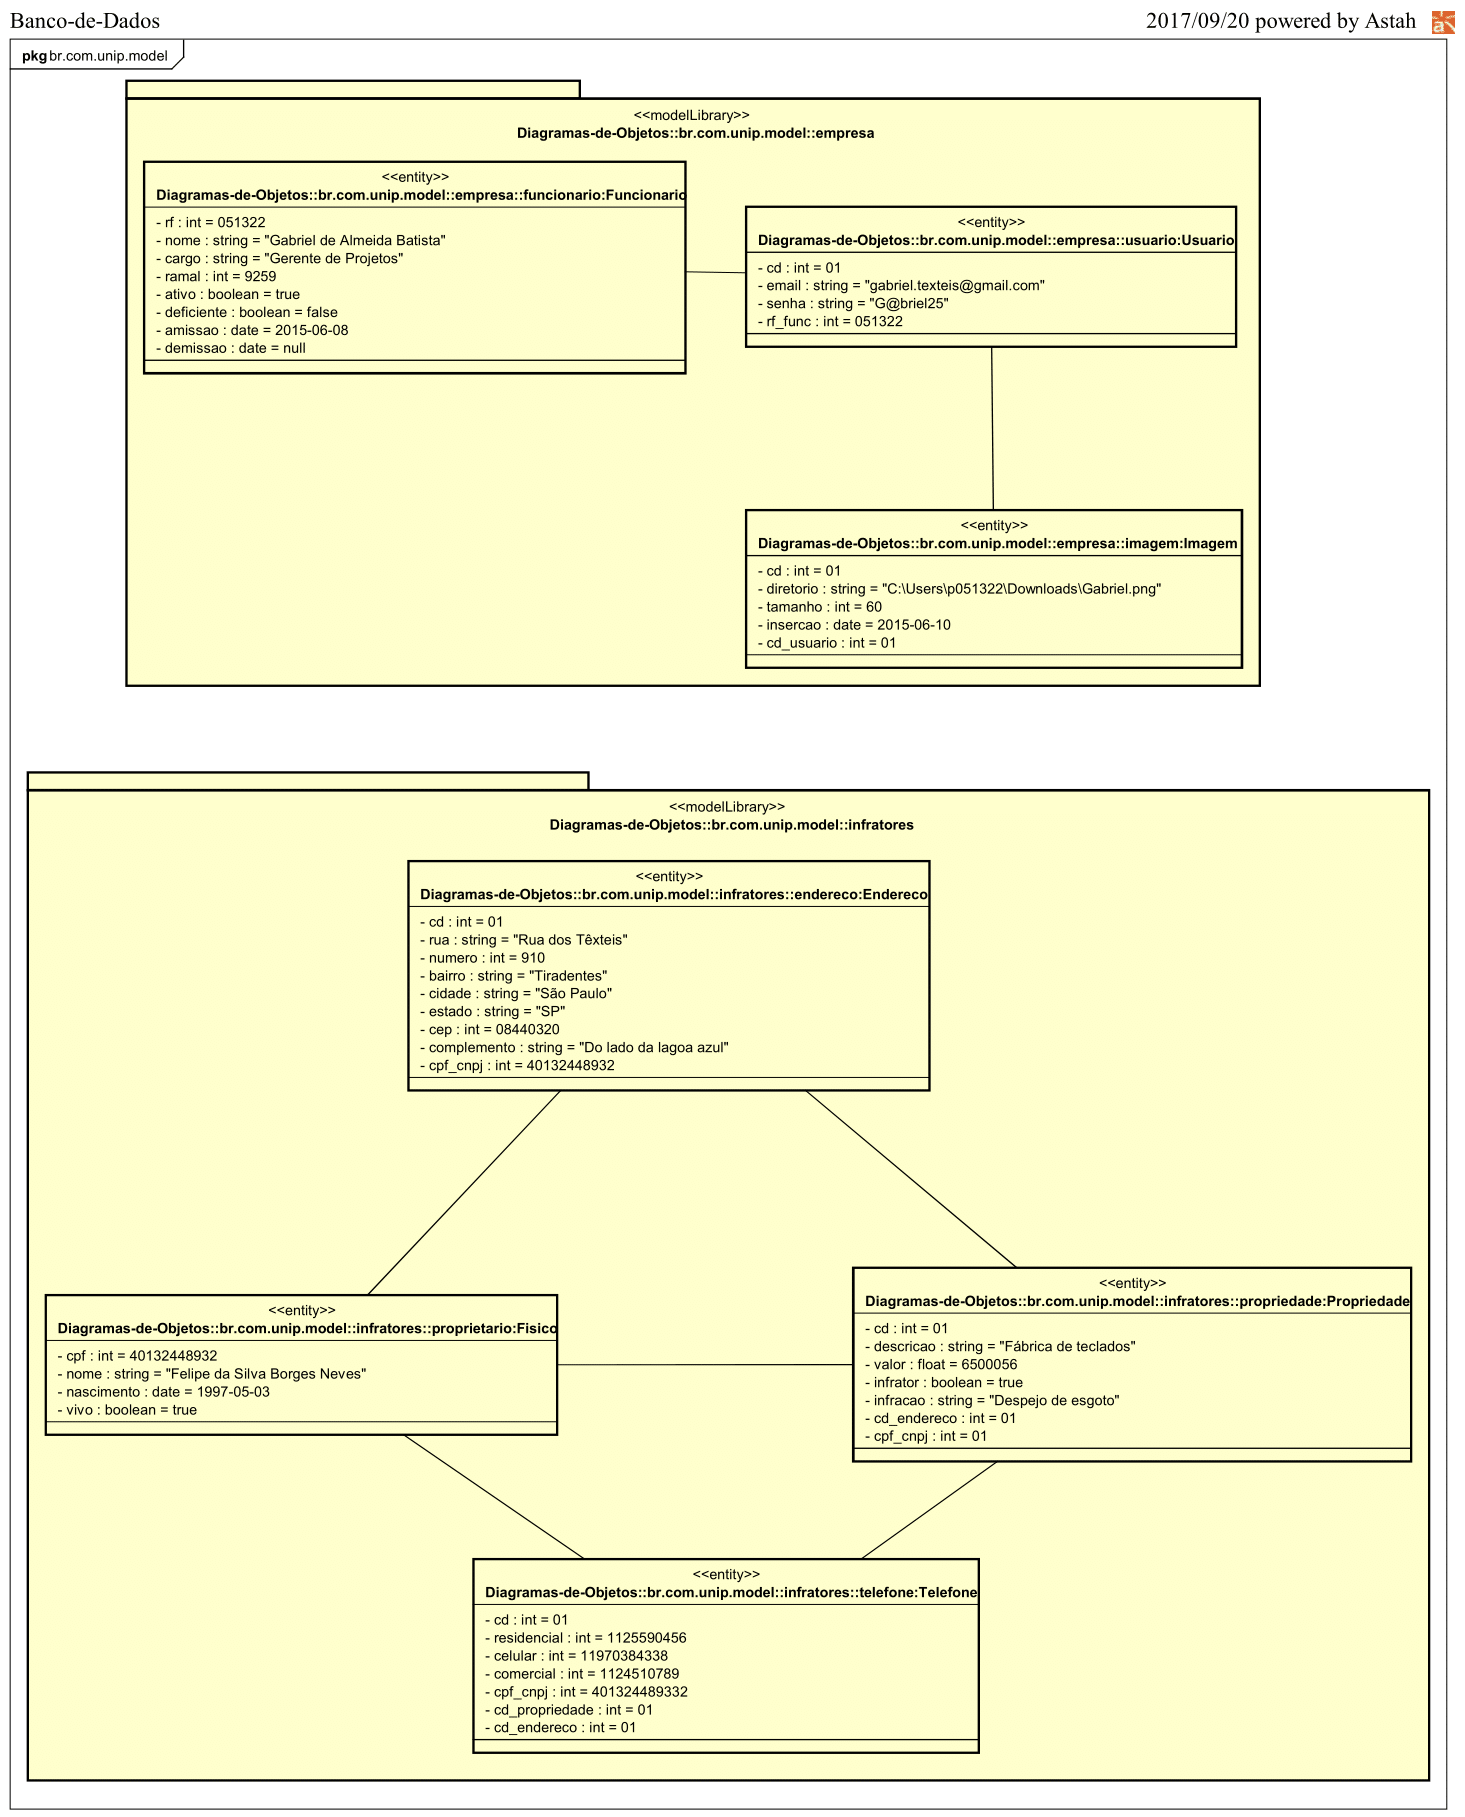 Banco-de-Dados
2017/09/20 powered by Astah
pkg br.com.unip.model
<<modelLibrary>>
Diagramas-de-Objetos::br.com.unip.model::empresa
<<entity>>
Diagramas-de-Objetos::br.com.unip.model::empresa::funcionario:Funcionario
- rf : int = 051322
- nome : string = "Gabriel de Almeida Batista"
- cargo : string = "Gerente de Projetos"
- ramal : int = 9259
- ativo : boolean = true
- deficiente : boolean = false
- amissao : date = 2015-06-08
- demissao : date = null
<<entity>>
Diagramas-de-Objetos::br.com.unip.model::empresa::usuario:Usuario
- cd : int = 01
- email : string = "gabriel.texteis@gmail.com"
- senha : string = "G@briel25"
- rf_func : int = 051322
<<entity>>
Diagramas-de-Objetos::br.com.unip.model::empresa::imagem:Imagem
- cd : int = 01
- diretorio : string = "C:\Users\p051322\Downloads\Gabriel.png"
- tamanho : int = 60
- insercao : date = 2015-06-10
- cd_usuario : int = 01
<<modelLibrary>>
Diagramas-de-Objetos::br.com.unip.model::infratores
<<entity>>
Diagramas-de-Objetos::br.com.unip.model::infratores::endereco:Endereco
- cd : int = 01
- rua : string = "Rua dos Têxteis"
- numero : int = 910
- bairro : string = "Tiradentes"
- cidade : string = "São Paulo"
- estado : string = "SP"
- cep : int = 08440320
- complemento : string = "Do lado da lagoa azul"
- cpf_cnpj : int = 40132448932
<<entity>>
Diagramas-de-Objetos::br.com.unip.model::infratores::proprietario:Fisico
- cpf : int = 40132448932
- nome : string = "Felipe da Silva Borges Neves"
- nascimento : date = 1997-05-03
- vivo : boolean = true
<<entity>>
Diagramas-de-Objetos::br.com.unip.model::infratores::propriedade:Propriedade
- cd : int = 01
- descricao : string = "Fábrica de teclados"
- valor : float = 6500056
- infrator : boolean = true
- infracao : string = "Despejo de esgoto"
- cd_endereco : int = 01
- cpf_cnpj : int = 01
<<entity>>
Diagramas-de-Objetos::br.com.unip.model::infratores::telefone:Telefone
- cd : int = 01
- residencial : int = 1125590456
- celular : int = 11970384338
- comercial : int = 1124510789
- cpf_cnpj : int = 401324489332
- cd_propriedade : int = 01
- cd_endereco : int = 01